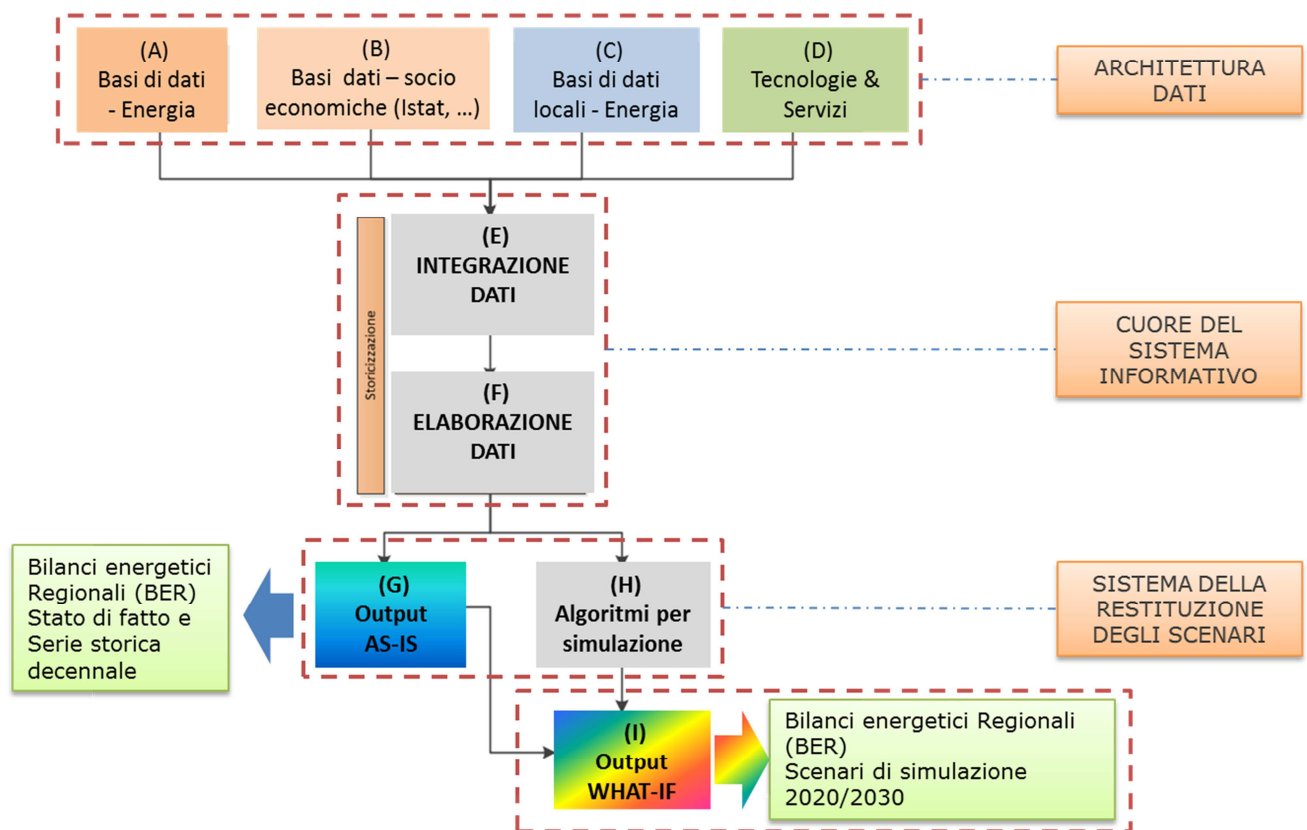 (A)
Basi di dati
- Energia
(B)
Basi dati – socio
economiche (Istat, ...)
(C)
Basi di dati
locali - Energia
(D)
Tecnologie &
Servizi
ARCHITETTURA
DATI
Storicizzazione
(E)
INTEGRAZIONE
DATI
(F)
ELABORAZIONE
DATI
CUORE DEL
SISTEMA
INFORMATIVO
Bilanci energetici
Regionali (BER)
Stato di fatto e
Serie storica
decennale
(G)
Output
AS-IS
(H)
Algoritmi per
simulazione
SISTEMA DELLA
RESTITUZIONE
DEGLI SCENARI
(I)
Output
WHAT-IF
Bilanci energetici Regionali
(BER)
Scenari di simulazione
2020/2030